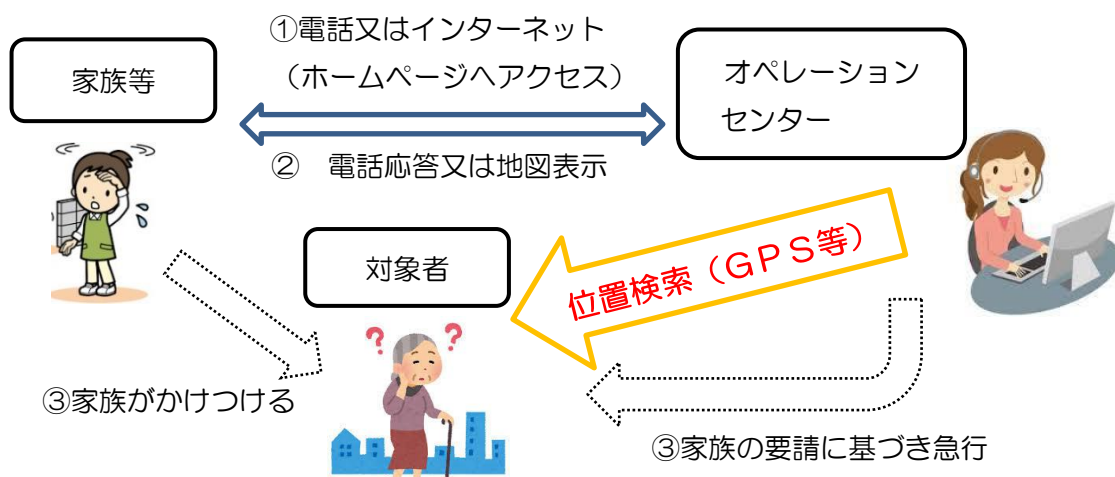 ①電話又はインターネット
（ホームページへアクセス）
家族等
オペレーション
センター
②　電話応答又は地図表示
対象者
位置検索（ＧＰＳ等）
？
？
③家族がかけつける
③家族の要請に基づき急行